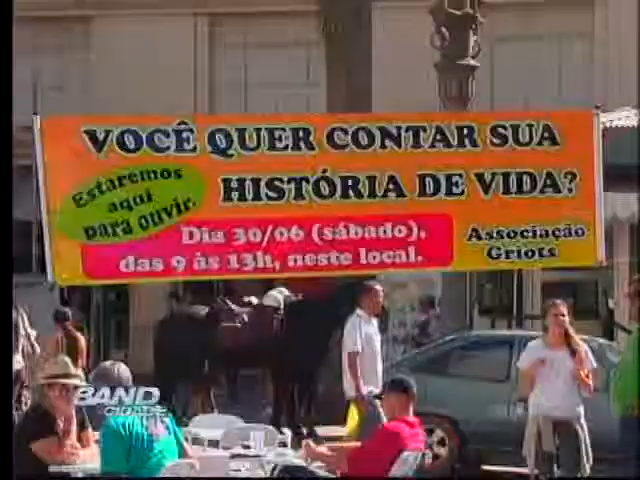 VOCÊ QUER CONTAR SUA
HISTÓRIA DE VIDA?
Estaremos
aqui
para ouvir.
Dia 30/06 (sábado),
das 9 às 13h, neste local.
Associação
Griots
BAND
CIDADE